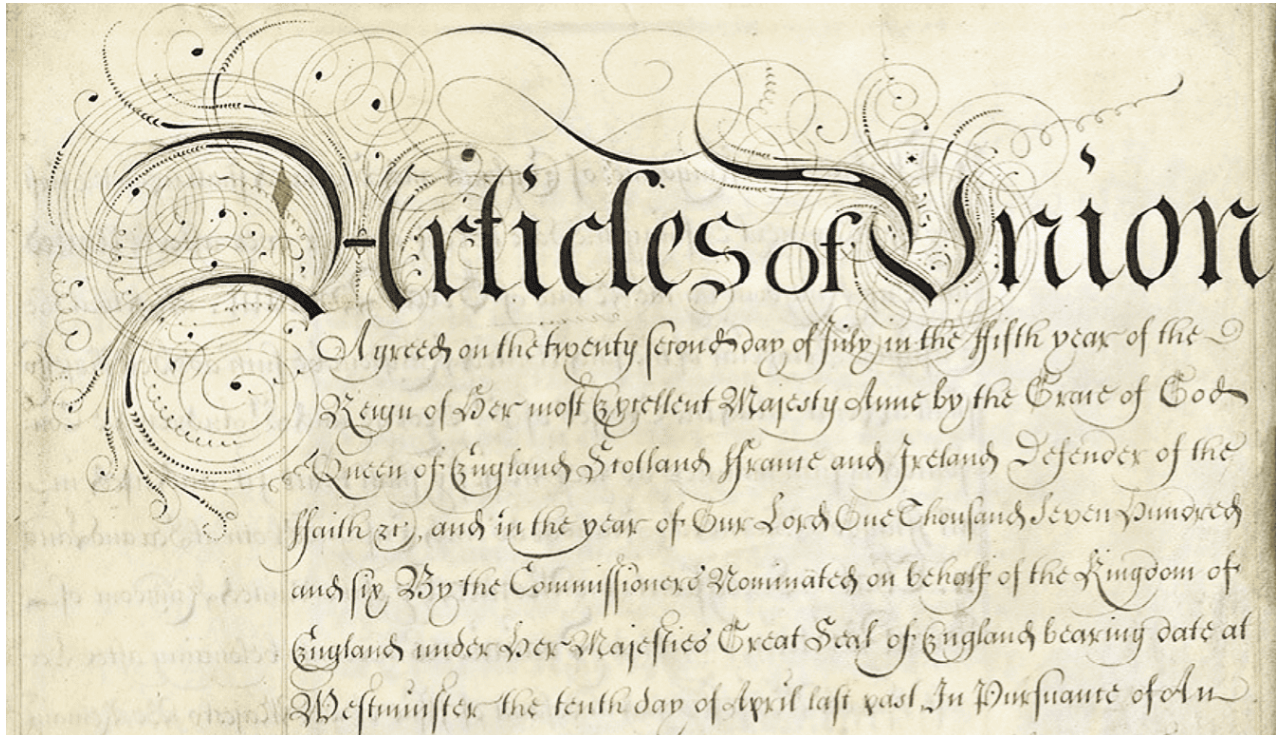 Articles of Union
Agreed on the twenty second day of July in the ffifth year of the
Reign of Her most Excellent Majesty Anne by the Grace of God
Queen of England Scotland ffrance and Ireland Defender of the
ffaith &c, and in the year of Our Lord One Thousand Seven Hundred
and six By the Commissioners Nominated on behalf of the Kingdom of
England under Her Majesties Great Seal of England bearing date at
Westminster the tenth day of April last past In Pursuance of An